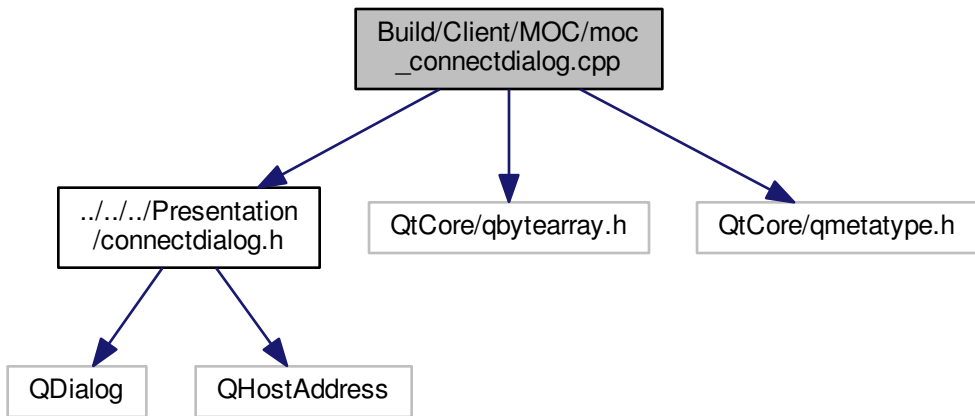 Build/Client/MOC/moc
_connectdialog.cpp
../../../Presentation
/connectdialog.h
QtCore/qbytearray.h
QtCore/qmetatype.h
QDialog
QHostAddress